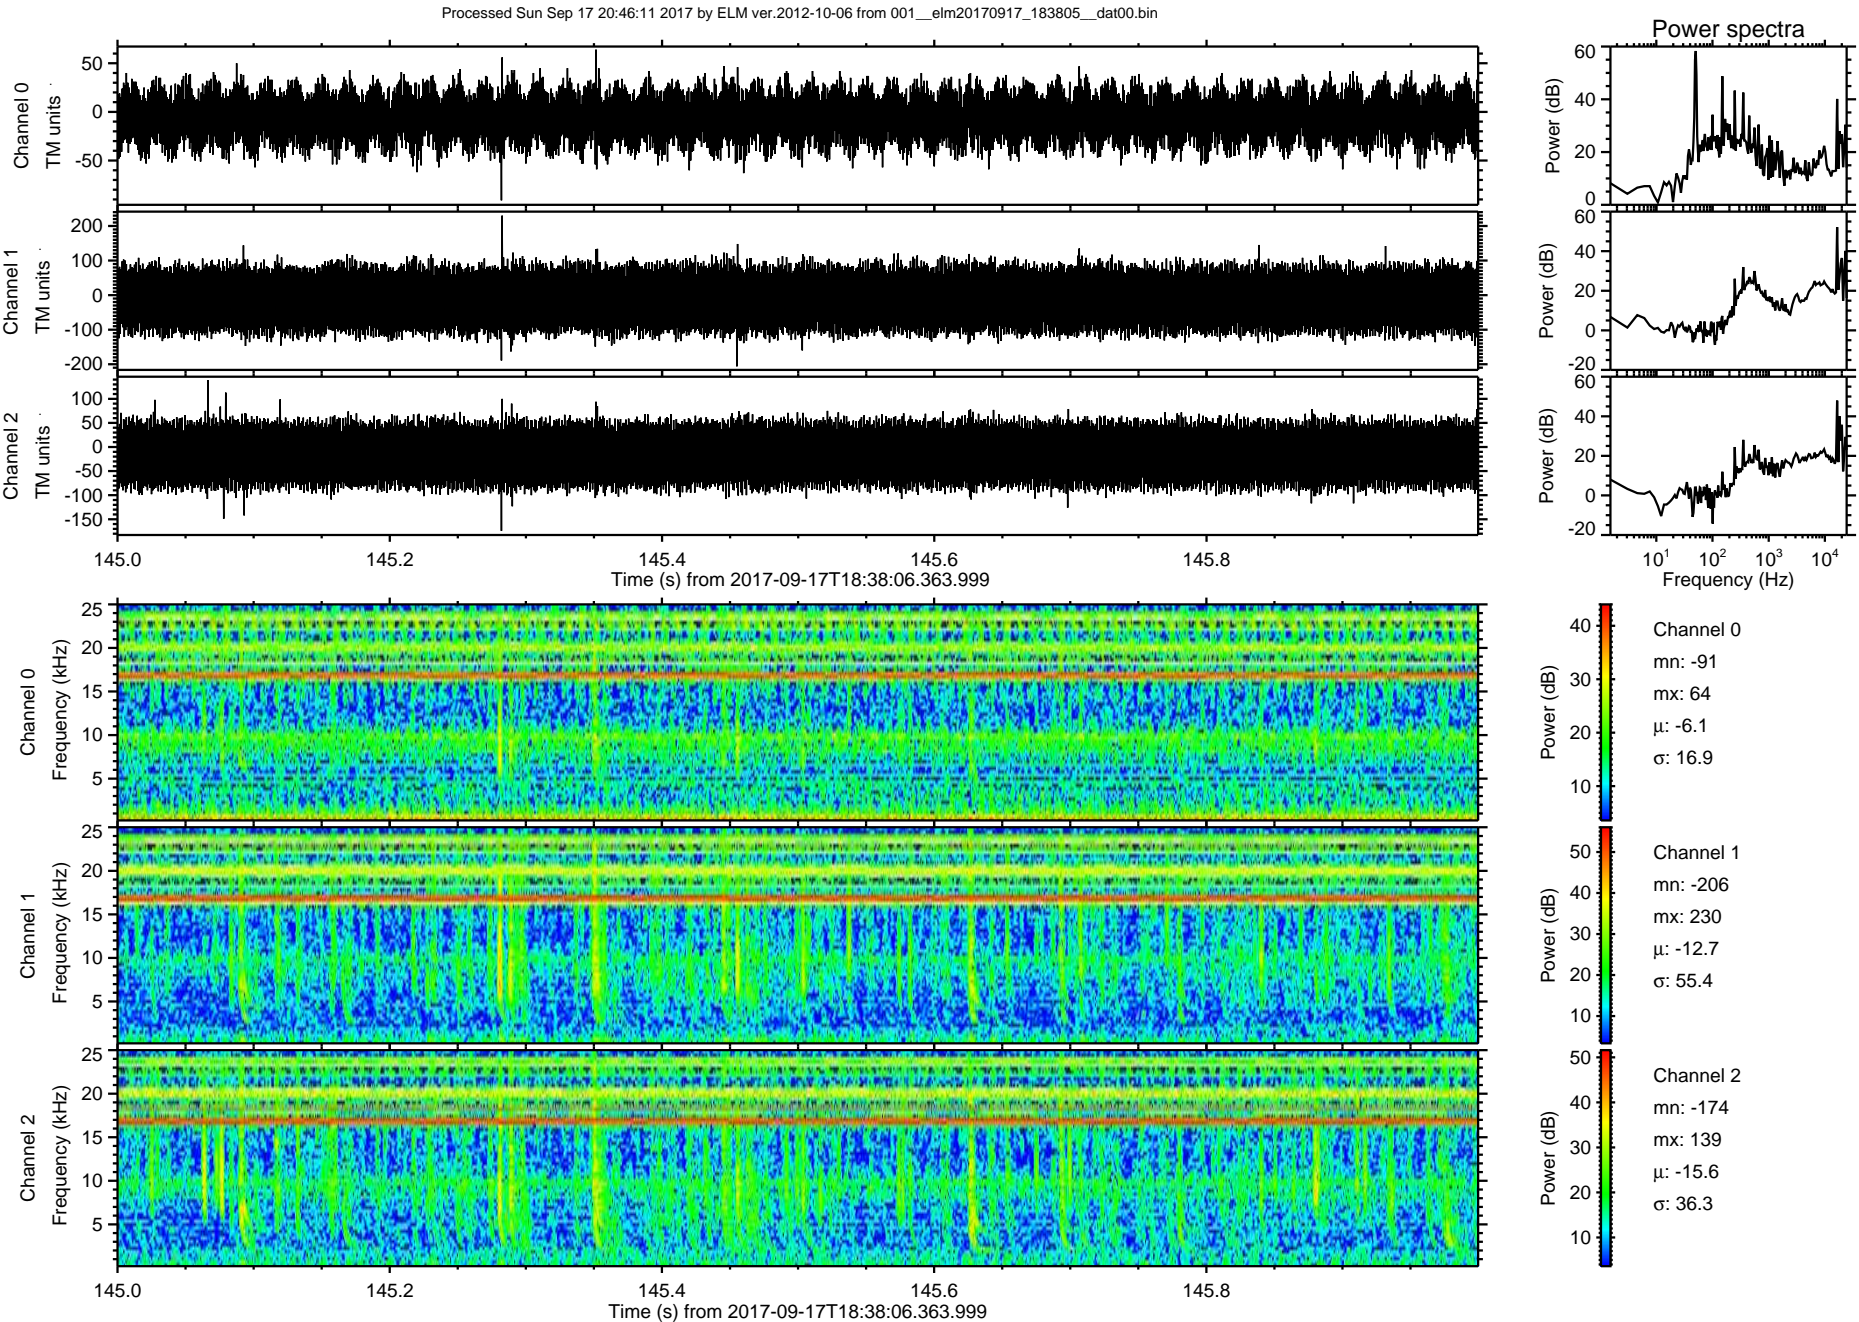 Processed Sun Sep 17 20:46:11 2017 by ELM ver.2012-10-06 from 001__elm20170917_183805__dat00.bin
Power spectra
Channel 0
TM units
50
0
-50
Power (dB)
60
40
20
0
Channel 1
TM units
200
100
0
-100
-200
Power (dB)
60
40
20
0
-20
Channel 2
TM units
100
50
0
-50
-100
-150
Power (dB)
60
40
20
0
-20
145.0 145.2 145.4 145.6 145.8
Time (s) from 2017-09-17T18:38:06.363.999
10^1 10^2 10^3 10^4
Frequency (Hz)
Channel 0
Frequency (kHz)
25
20
15
10
5
Power (dB)
40
30
20
10
Channel 0
mn: -91
mx: 64
μ: -6.1
σ: 16.9
Channel 1
Frequency (kHz)
25
20
15
10
5
Power (dB)
50
40
30
20
10
Channel 1
mn: -206
mx: 230
μ: -12.7
σ: 55.4
Channel 2
Frequency (kHz)
25
20
15
10
5
Power (dB)
50
40
30
20
10
Channel 2
mn: -174
mx: 139
μ: -15.6
σ: 36.3
145.0 145.2 145.4 145.6 145.8
Time (s) from 2017-09-17T18:38:06.363.999